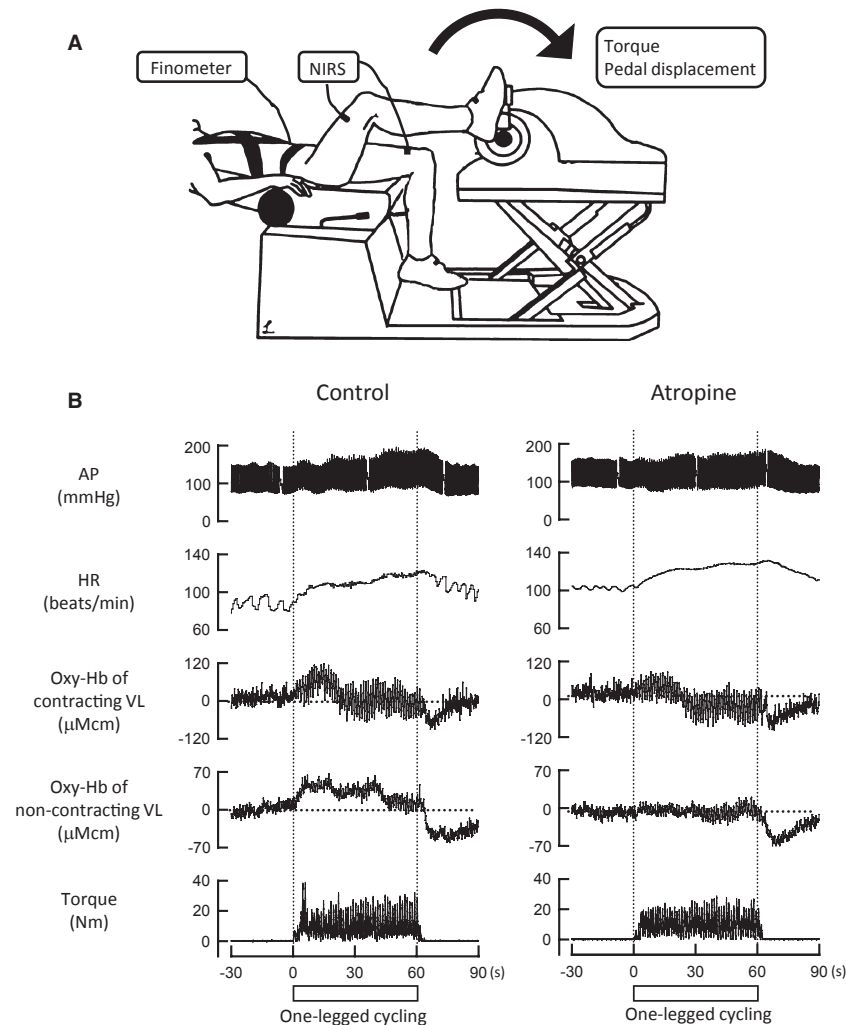 A
Finometer
NIRS
Torque
Pedal displacement
B
Control
Atropine
AP
(mmHg)
200
100
0
200
100
0
HR
(beats/min)
140
100
60
140
100
60
Oxy-Hb of
contracting VL
(μMcm)
120
0
-120
120
0
-120
Oxy-Hb of
non-contracting VL
(μMcm)
70
0
-70
70
0
-70
Torque
(Nm)
40
20
0
40
20
0
-30 0 30 60 90 (s)
-30 0 30 60 90 (s)
One-legged cycling
One-legged cycling